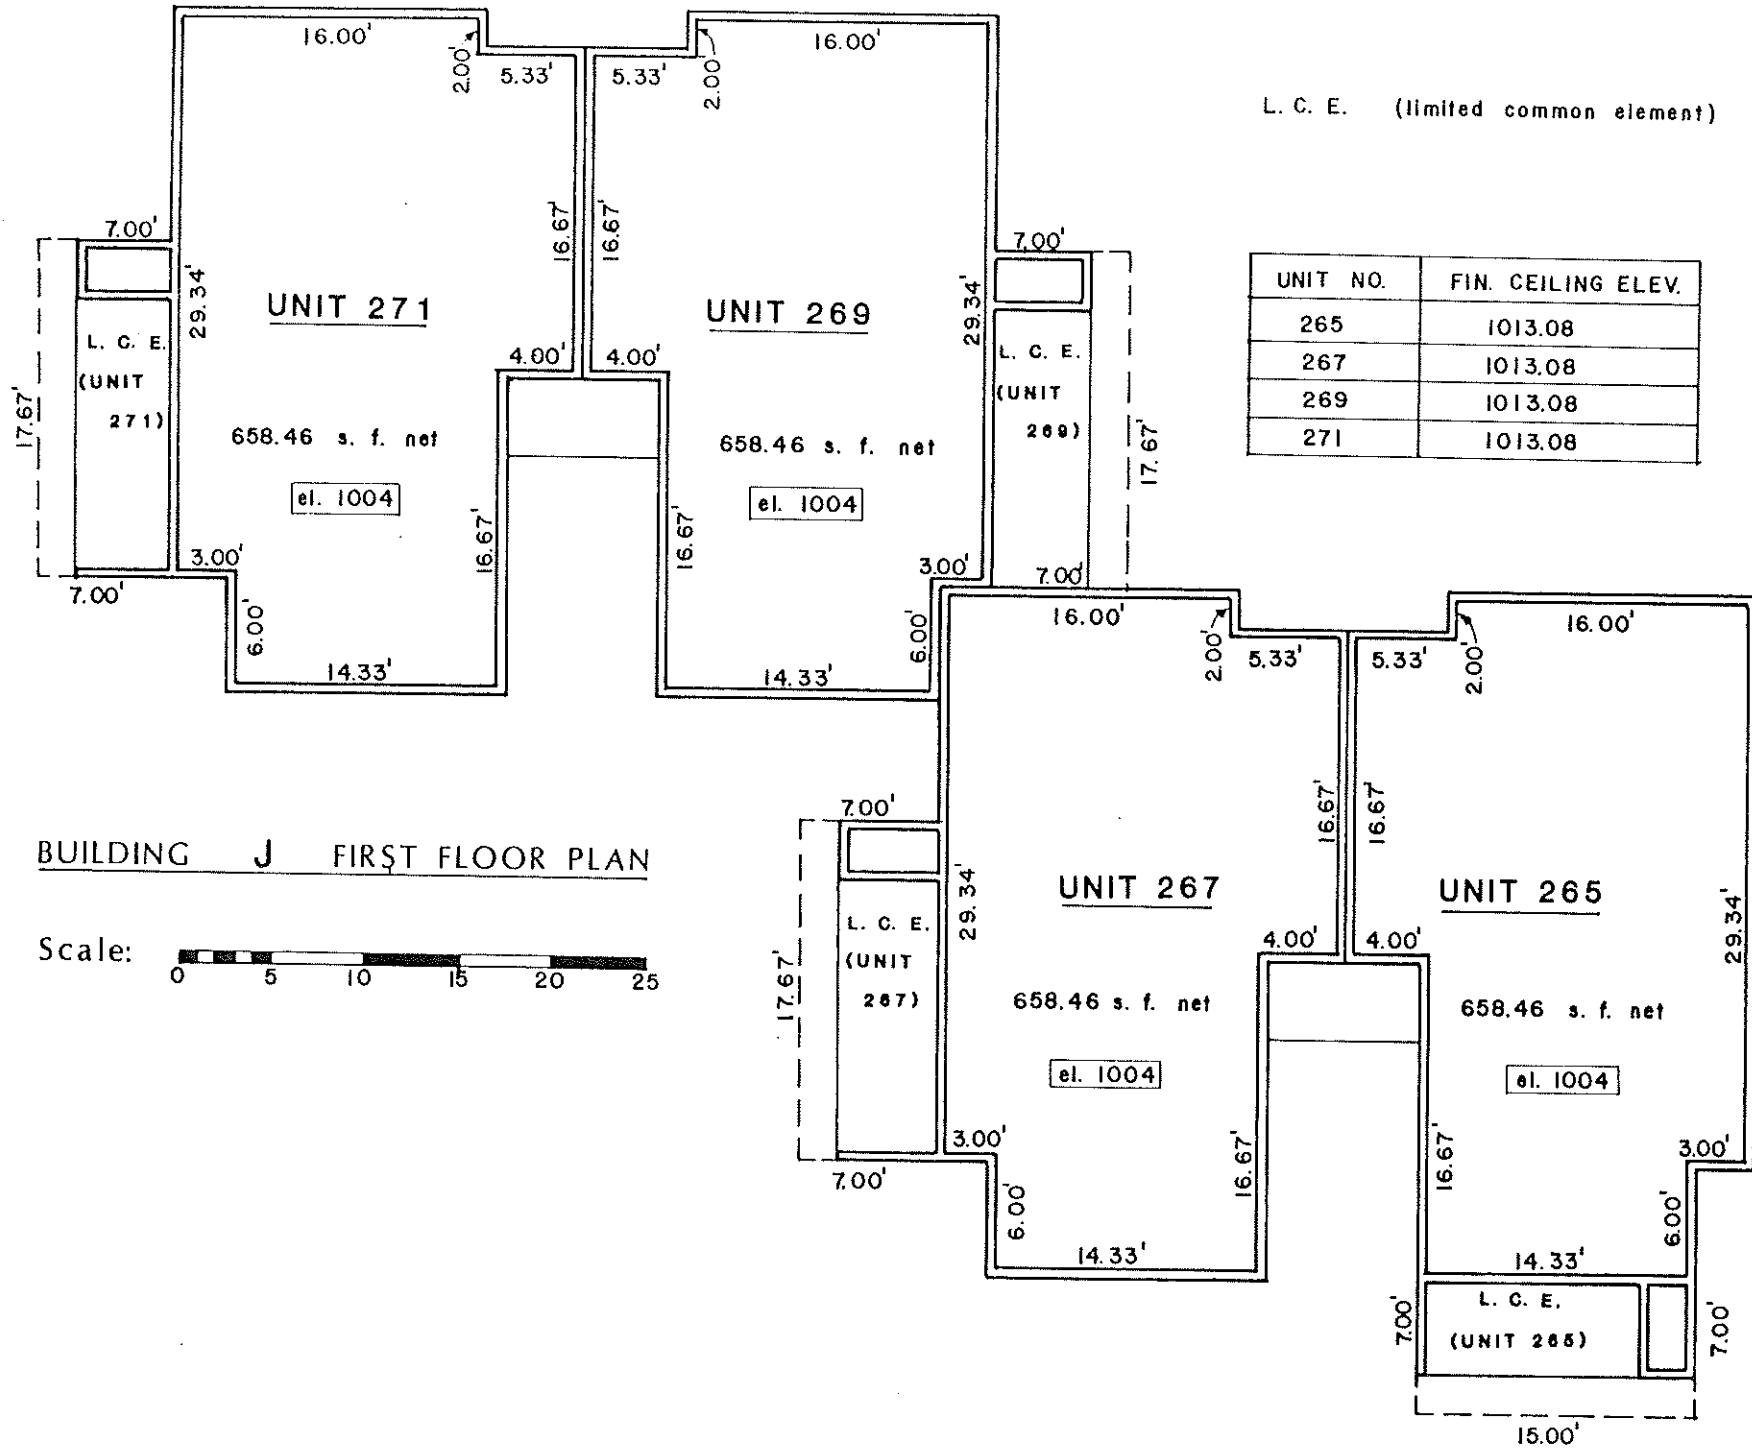 16.00'
2.00'
5.33'
5.33'
2.00'
16.00'
L. C. E. (limited common element)
7.00'
17.67'
29.34'
UNIT 271
16.67'
16.67'
UNIT 269
29.34'
7.00'
17.67'
L. C. E.
(UNIT
271)
4.00'
4.00'
L. C. E.
(UNIT
269)
658.46 s. f. net
658.46 s. f. net
el. 1004
el. 1004
16.67'
16.67'
3.00'
7.00'
6.00'
14.33'
14.33'
3.00'
6.00'
7.00'
UNIT NO. FIN. CEILING ELEV.
265 1013.08
267 1013.08
269 1013.08
271 1013.08
16.00'
2.00'
5.33'
5.33'
2.00'
16.00'
BUILDING J FIRST FLOOR PLAN
Scale:
0 5 10 15 20 25
7.00'
17.67'
29.34'
UNIT 267
16.67'
16.67'
UNIT 265
29.34'
L. C. E.
(UNIT
267)
4.00'
4.00'
658.46 s. f. net
658.46 s. f. net
el. 1004
el. 1004
16.67'
16.67'
3.00'
7.00'
6.00'
14.33'
3.00'
6.00'
14.33'
L. C. E.
(UNIT 265)
7.00'
7.00'
15.00'